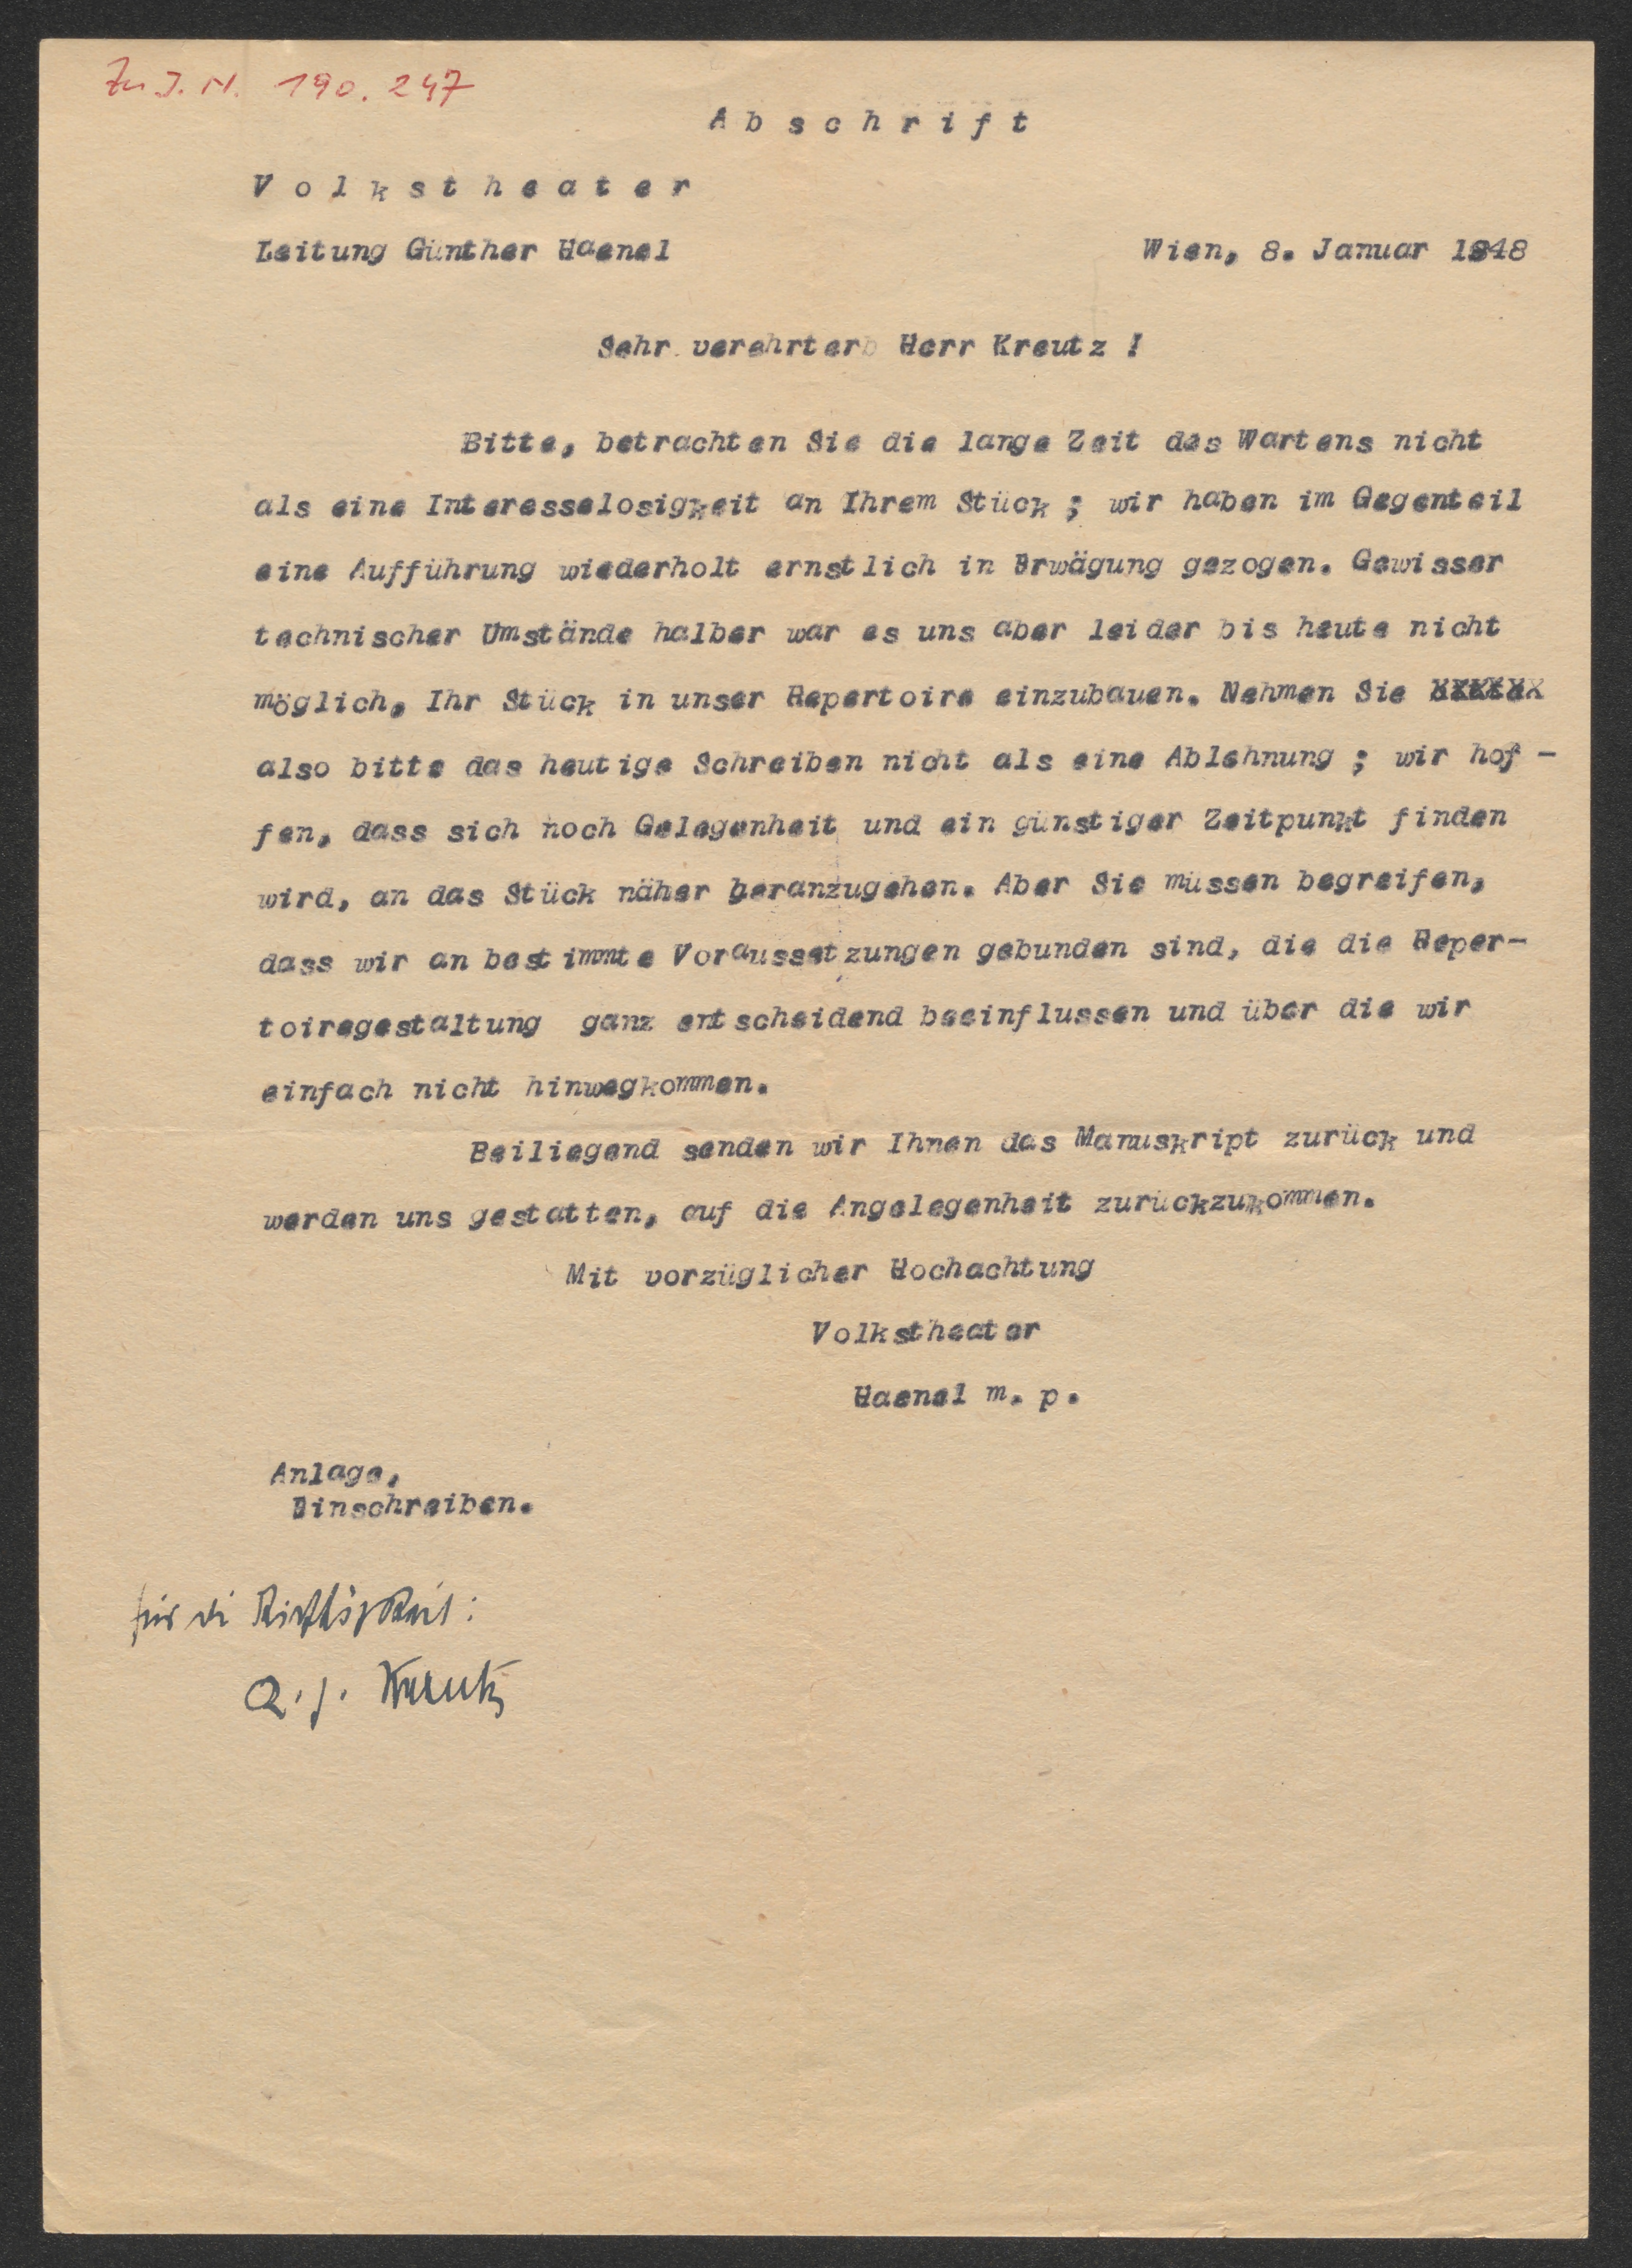 Zu J. N. 190.247
Abschrift
Volkstheater
Leitung Günther Haenel
Wien, 8. Januar 1948
Sehr verehrter Herr Kreutz !
Bitte, betrachten Sie die lange Zeit des Wartens nicht
als eine Interesselosigkeit an Ihrem Stück ; wir haben im Gegenteil
eine Aufführung wiederholt ernstlich in Erwägung gezogen. Gewisser
technischer Umstände halber war es uns aber leider bis heute nicht
möglich, Ihr Stück in unser Repertoire einzubauen. Nehmen Sie
also bitte das heutige Schreiben nicht als eine Ablehnung ; wir hof -
fen, dass sich noch Gelegenheit und ein günstiger Zeitpunkt finden
wird, an das Stück näher heranzugehen. Aber Sie müssen begreifen,
dass wir an bestimmte Voraussetzungen gebunden sind, die die Reper-
toiregestaltung ganz entscheidend beeinflussen und über die wir
einfach nicht hinwegkommen.
Beiliegend senden wir Ihnen das Manuskript zurück und
werden uns gestatten, auf die Angelegenheit zurückzukommen.
Mit vorzüglicher Hochachtung
Volkstheater
Haenel m. p.
Anlage,
Einschreiben.
für die Richtigkeit:
R. J. Kreutz